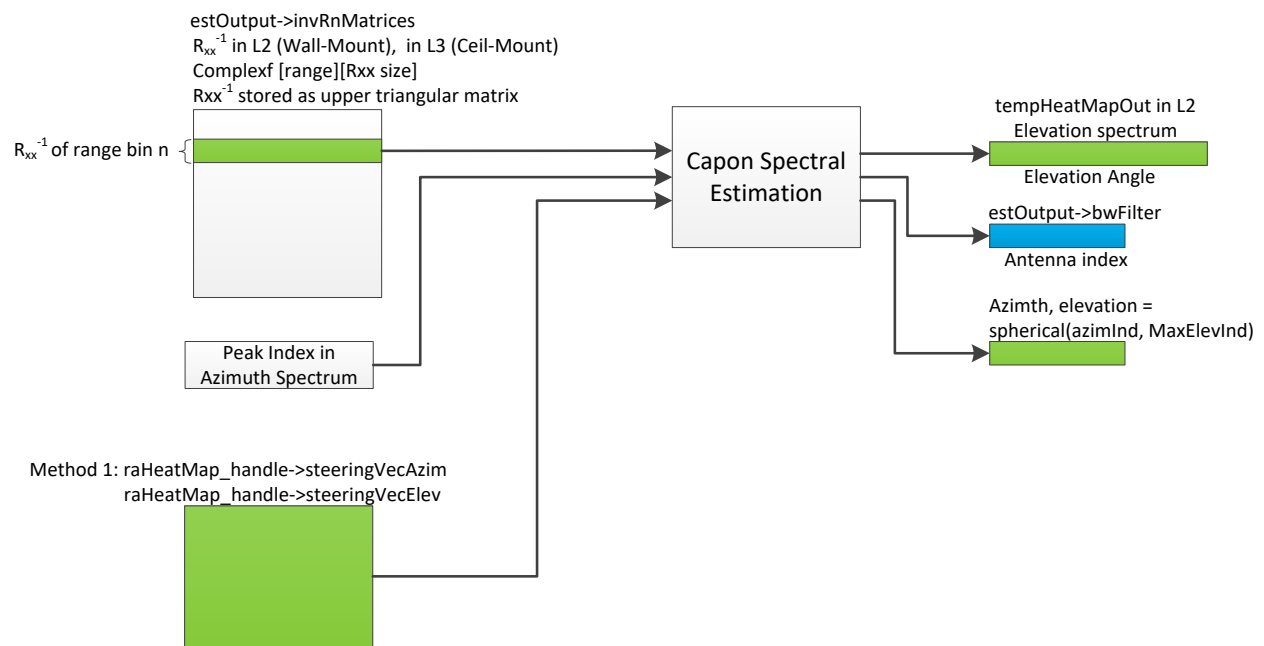 estOutput->invRnMatrices
Rxx-1 in L2 (Wall-Mount),  in L3 (Ceil-Mount)
Complexf [range][Rxx size]
Rxx-1 stored as upper triangular matrix
Rxx-1 of range bin n
Capon Spectral
Estimation
tempHeatMapOut in L2
Elevation spectrum
Elevation Angle
estOutput->bwFilter
Antenna index
Azimth, elevation =
spherical(azimInd, MaxElevInd)
Peak Index in
Azimuth Spectrum
Method 1: raHeatMap_handle->steeringVecAzim
raHeatMap_handle->steeringVecElev